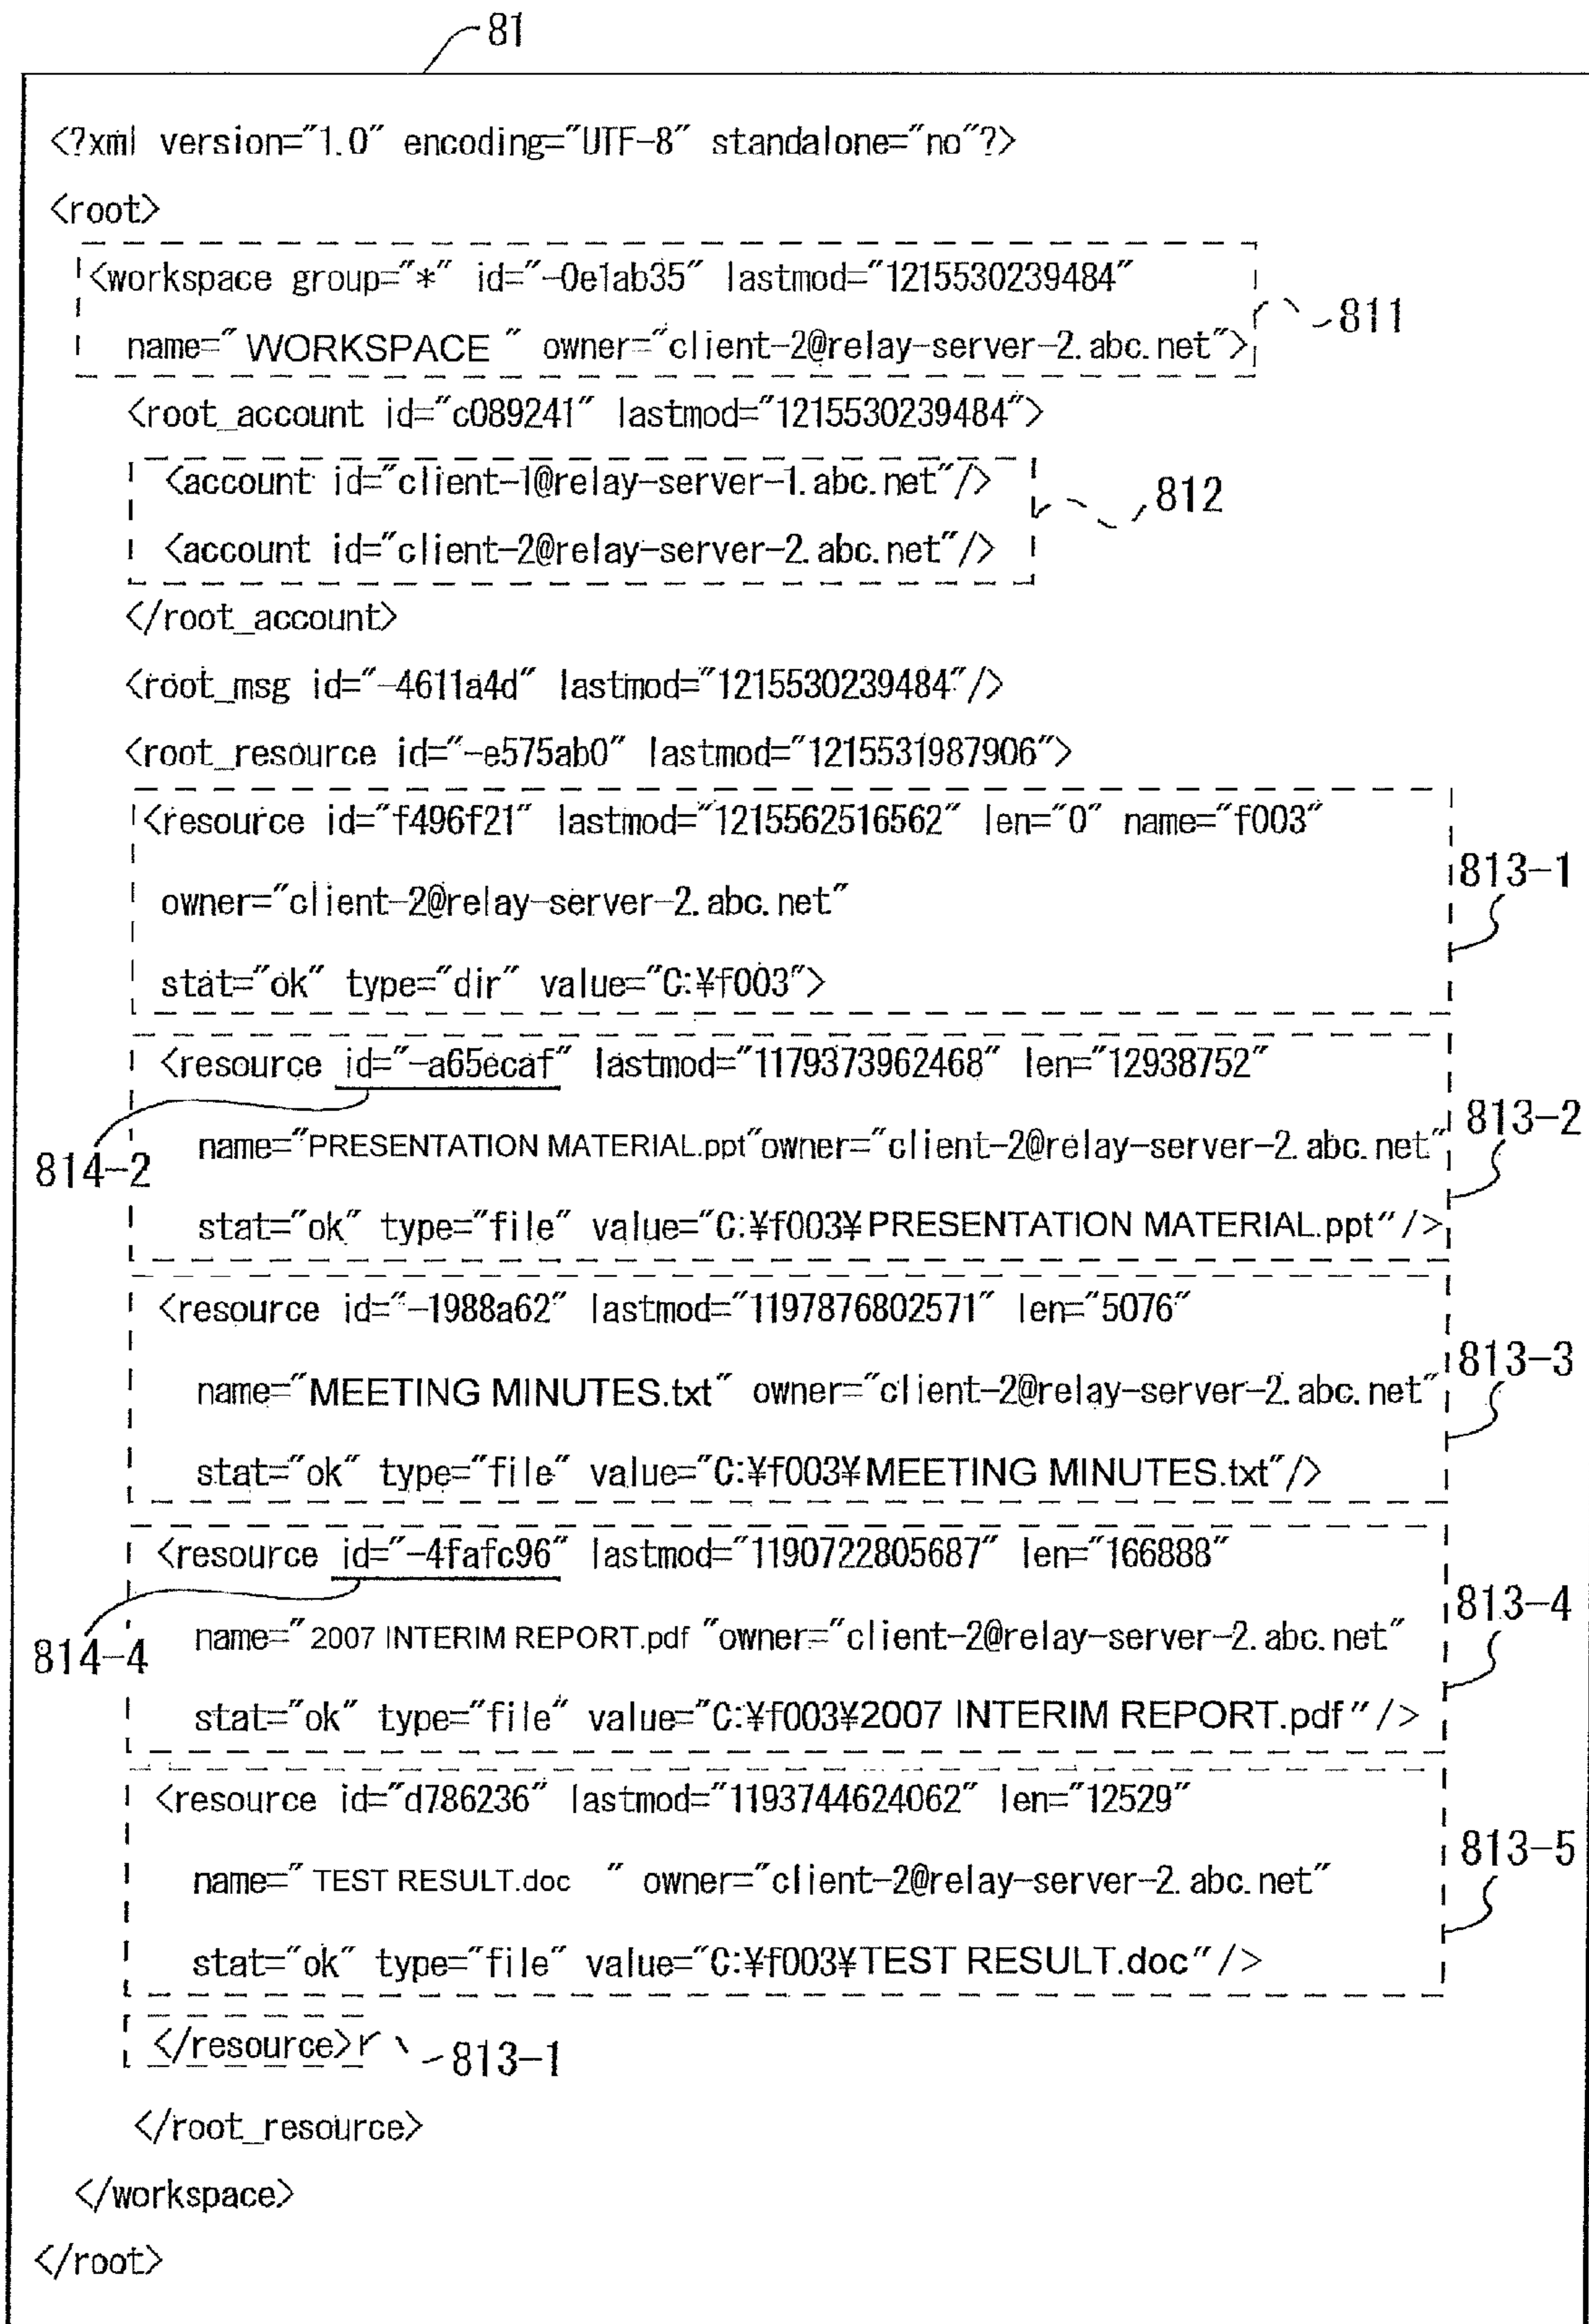 81
<?xml version="1.0" encoding="UTF-8" standalone="no"?>
<root>
<workspace group="*" id="-0e1ab35" lastmod="1215530239484"
name=" WORKSPACE " owner="client-2@relay-server-2.abc.net">
811
<root_account id="c089241" lastmod="1215530239484">
<account id="client-1@relay-server-1.abc.net"/>
812
<account id="client-2@relay-server-2.abc.net"/>
</root_account>
<root_msg id="-4611a4d" lastmod="1215530239484"/>
<root_resource id="-e575ab0" lastmod="1215531987906">
<resource id="f496f21" lastmod="1215562516562" len="0" name="f003"
813-1
owner="client-2@relay-server-2.abc.net"
stat="ok" type="dir" value="C:¥f003">
<resource id="-a65ecaf" lastmod="1179373962468" len="12938752"
813-2
name="PRESENTATION MATERIAL.ppt"owner="client-2@relay-server-2.abc.net"
814-2
stat="ok" type="file" value="C:¥f003¥PRESENTATION MATERIAL.ppt"/>
<resource id="-1988a62" lastmod="1197876802571" len="5076"
813-3
name="MEETING MINUTES.txt" owner="client-2@relay-server-2.abc.net"
stat="ok" type="file" value="C:¥f003¥MEETING MINUTES.txt"/>
<resource id="-4fafc96" lastmod="1190722805687" len="166888"
813-4
name=" 2007 INTERIM REPORT.pdf "owner="client-2@relay-server-2.abc.net"
814-4
stat="ok" type="file" value="C:¥f003¥2007 INTERIM REPORT.pdf"/>
<resource id="d786236" lastmod="1193744624062" len="12529"
813-5
name=" TEST RESULT.doc " owner="client-2@relay-server-2.abc.net"
stat="ok" type="file" value="C:¥f003¥TEST RESULT.doc"/>
</resource>
813-1
</root_resource>
</workspace>
</root>